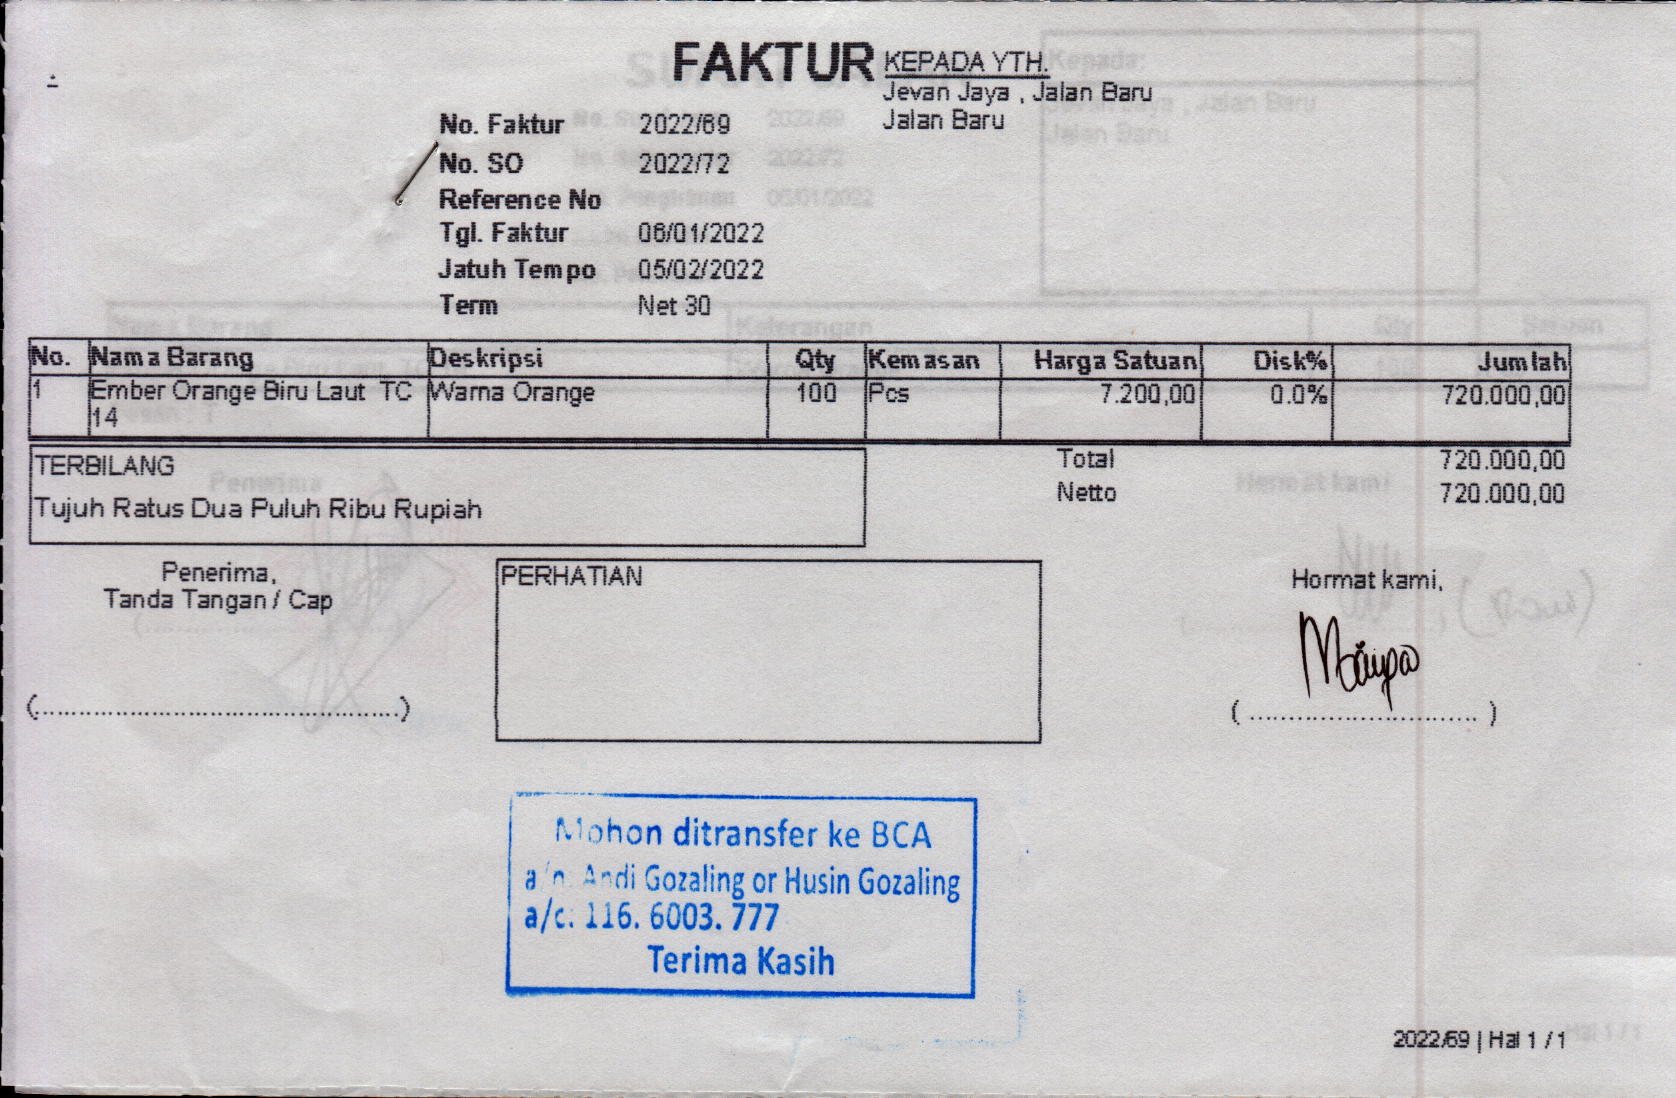 FAKTUR
KEPADA YTH.
Jevan Jaya , Jalan Baru
Jalan Baru
No. Faktur 2022/69
No. SO 2022/72
Reference No
Tgl. Faktur 06/01/2022
Jatuh Tempo 05/02/2022
Term Net 30
No. Nama Barang Deskripsi Qty Kemasan Harga Satuan Disk% Jumlah
1 Ember Orange Biru Laut TC Warna Orange 100 Pcs 7.200,00 0.0% 720.000,00
14
TERBILANG
Tujuh Ratus Dua Puluh Ribu Rupiah
Total 720.000,00
Netto 720.000,00
Penerima,
Tanda Tangan / Cap
(............................................)
PERHATIAN
Hormat kami,
( ............................. )
Mohon ditransfer ke BCA
a/n. Andi Gozaling or Husin Gozaling
a/c. 116. 6003. 777
Terima Kasih
2022/69 | Hal 1 / 1